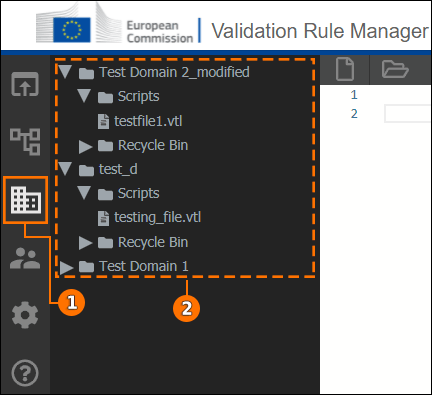 European
Commission
Validation Rule Manager
Test Domain 2_modified
Scripts
testfile1.vtl
Recycle Bin
test_d
Scripts
testing_file.vtl
Recycle Bin
Test Domain 1
1
2
1
2